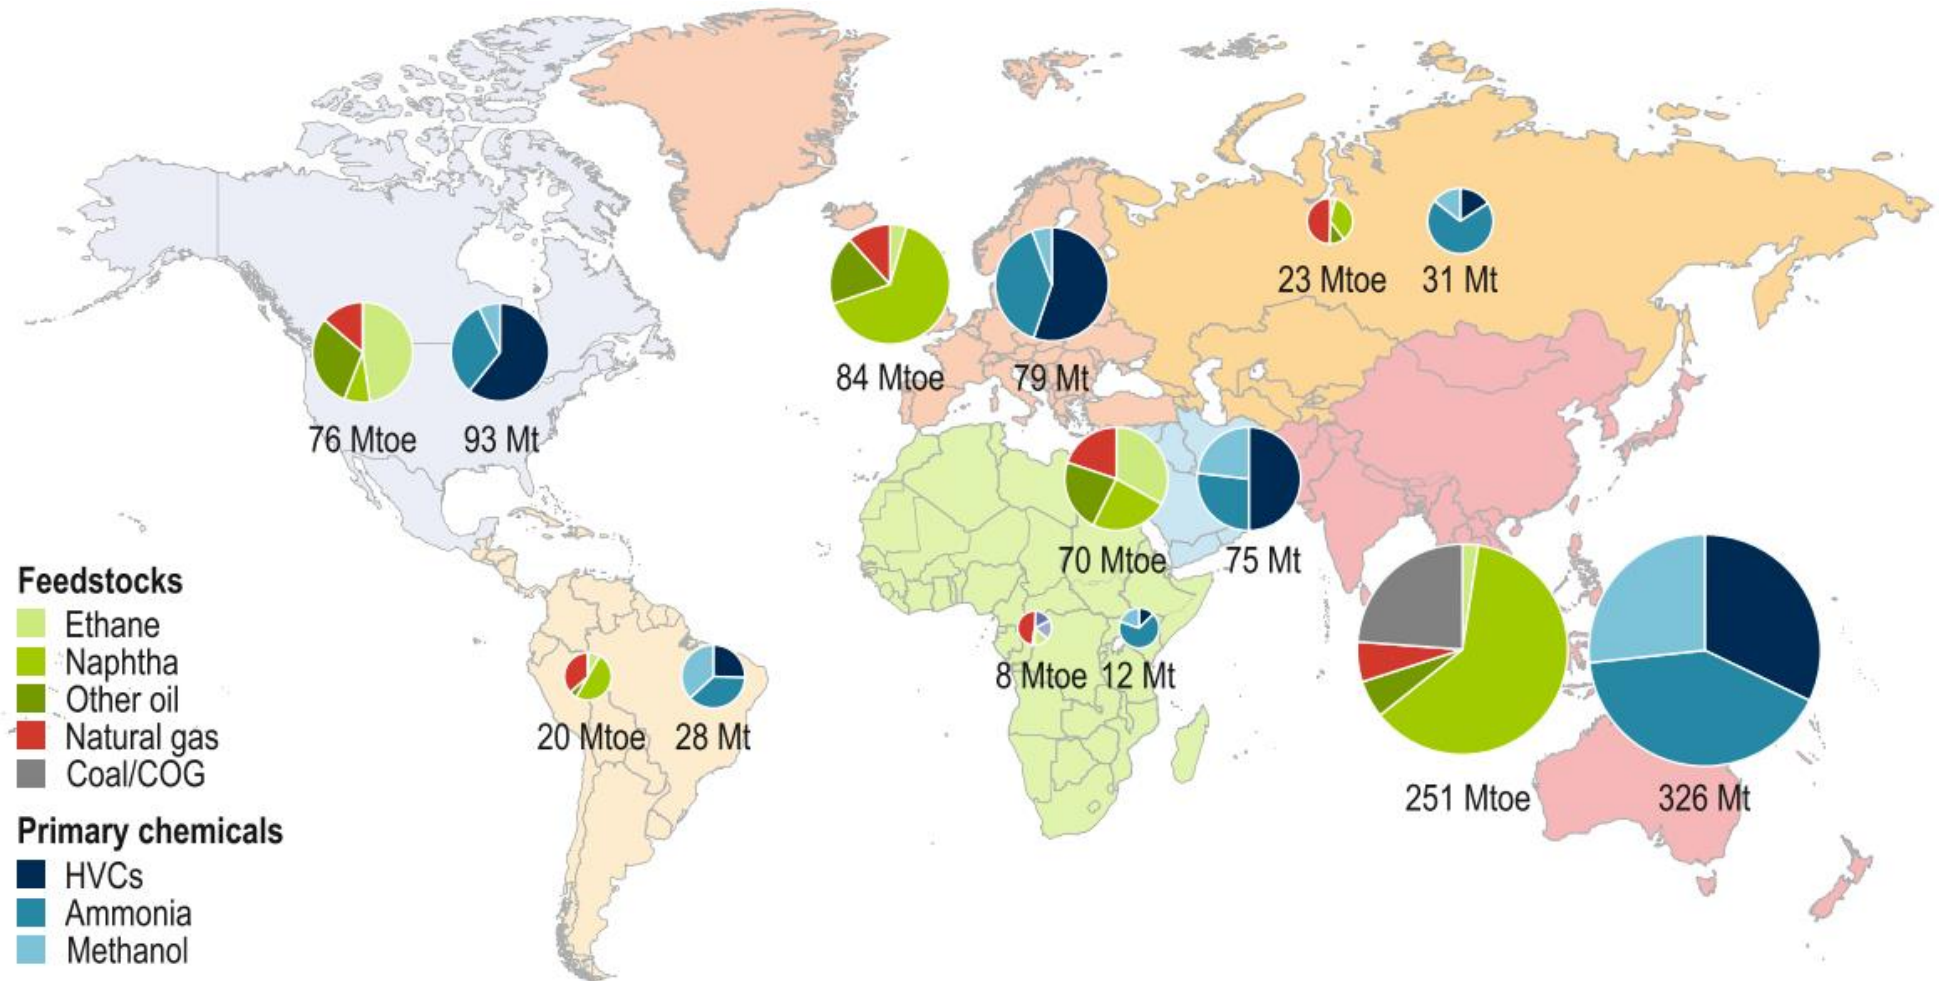 23 Mtoe 31 Mt
84 Mtoe 79 Mt
76 Mtoe 93 Mt
70 Mtoe 75 Mt
8 Mtoe 12 Mt
20 Mtoe 28 Mt
251 Mtoe 326 Mt
Feedstocks
Ethane
Naphtha
Other oil
Natural gas
Coal/COG
Primary chemicals
HVCs
Ammonia
Methanol